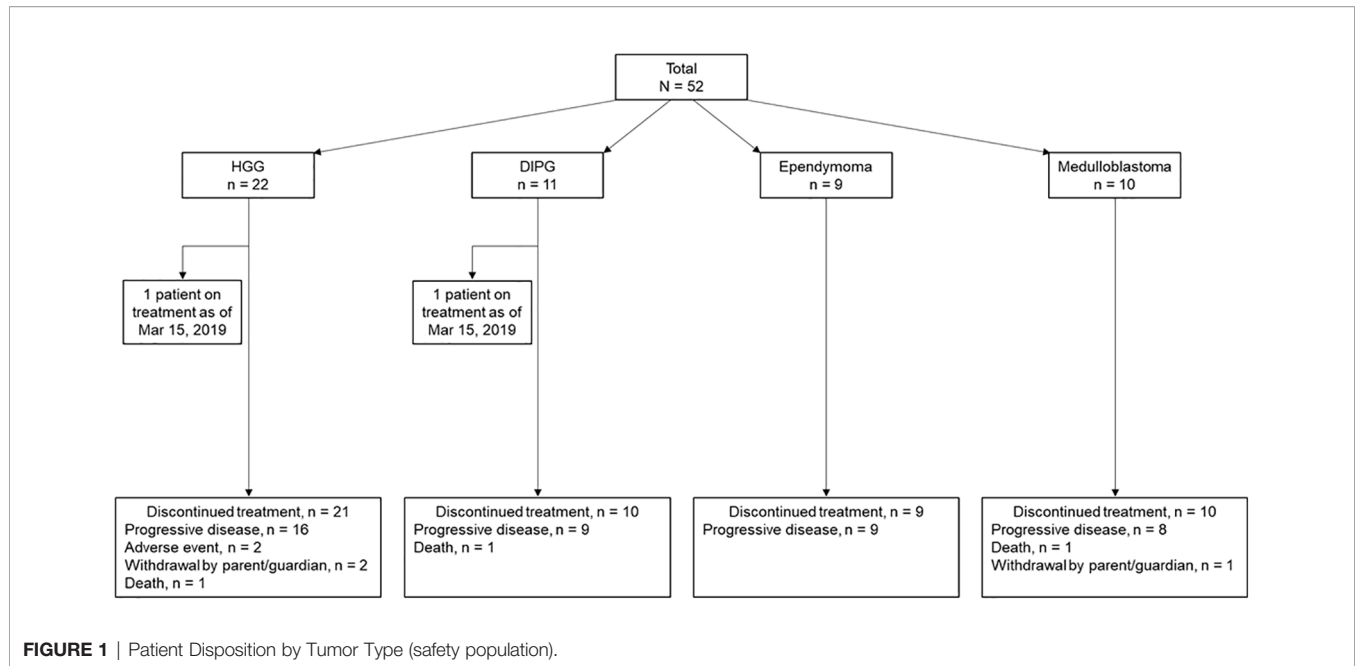 Total
N = 52
HGG
n = 22
DIPG
n = 11
Ependymoma
n = 9
Medulloblastoma
n = 10
1 patient on
treatment as of
Mar 15, 2019
1 patient on
treatment as of
Mar 15, 2019
Discontinued treatment, n = 21
Progressive disease, n = 16
Adverse event, n = 2
Withdrawal by parent/guardian, n = 2
Death, n = 1
Discontinued treatment, n = 10
Progressive disease, n = 9
Death, n = 1
Discontinued treatment, n = 9
Progressive disease, n = 9
Discontinued treatment, n = 10
Progressive disease, n = 8
Death, n = 1
Withdrawal by parent/guardian, n = 1
FIGURE 1 | Patient Disposition by Tumor Type (safety population).